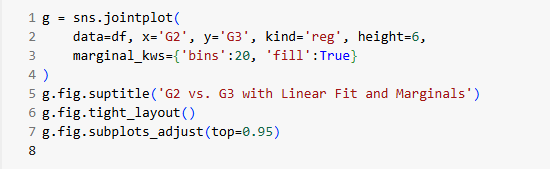 1 g = sns.jointplot(
2     data=df, x='G2', y='G3', kind='reg', height=6,
3     marginal_kws={'bins':20, 'fill':True}
4 )
5 g.fig.suptitle('G2 vs. G3 with Linear Fit and Marginals')
6 g.fig.tight_layout()
7 g.fig.subplots_adjust(top=0.95)
8